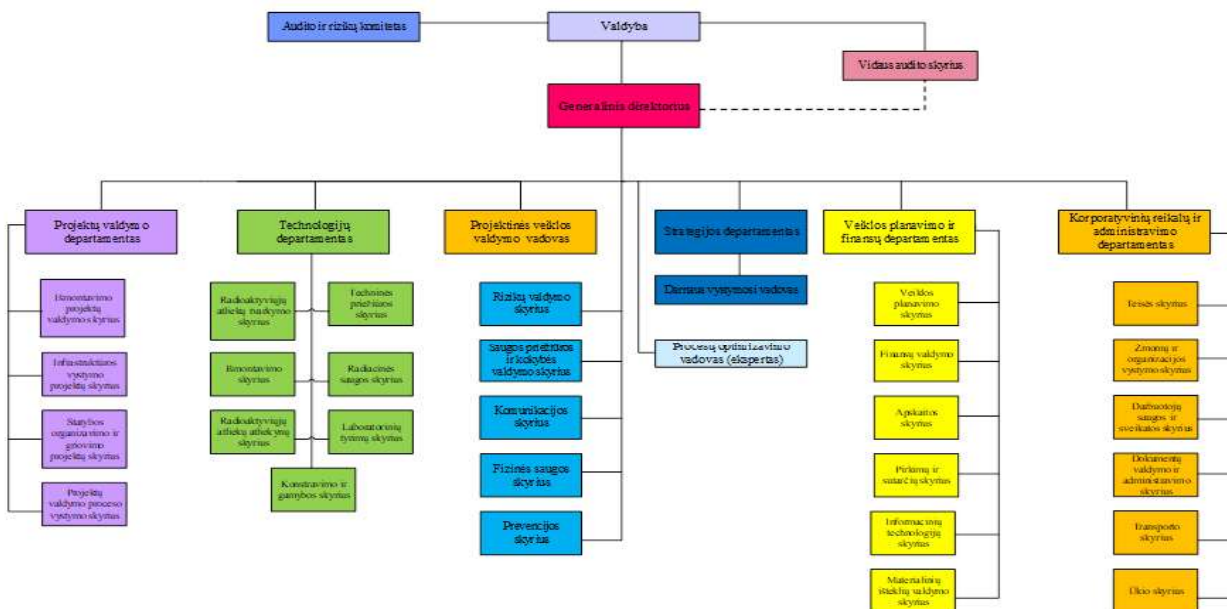 Audito ir rizikų komitetas
Valdyba
Vidaus audito skyrius
Generalinis direktorius
Projektų valdymo
departamentas
Technologijų
departamentas
Projektinės veiklos
valdymo vadovas
Strategijos departamentas
Veiklos planavimo ir
finansų departamentas
Korporatyvinių reikalų ir
administravimo
departamentas
Išmontavimo
projektų
valdymo skyrius
Infrastruktūros
vystymo
projektų skyrius
Statybos
organizavimo ir
griovimo
projektų skyrius
Projektų
valdymo proceso
vystymo skyrius
Radioaktyviųjų
atliekų tvarkymo
skyrius
Techninės
priežiūros
skyrius
Išmontavimo
skyrius
Radiacinės
saugos skyrius
Radioaktyviųjų
atliekų atliekynų
skyrius
Laboratorinių
tyrimų skyrius
Konstravimo ir
gamybos skyrius
Rizikų valdymo
skyrius
Saugos priežiūros
ir kokybės
valdymo skyrius
Komunikacijos
skyrius
Fizinės saugos
skyrius
Prevencijos
skyrius
Darnaus vystymosi vadovas
Procesų optimizavimo
vadovas (ekspertas)
Veiklos
planavimo
skyrius
Finansų valdymo
skyrius
Apskaitos
skyrius
Pirkimų ir
sutarčių skyrius
Informacinių
technologijų
skyrius
Materialinių
išteklių valdymo
skyrius
Teisės skyrius
Žmonių ir
organizacijos
vystymo skyrius
Darbuotojų
saugos ir
sveikatos skyrius
Dokumentų
valdymo ir
administravimo
skyrius
Transporto
skyrius
Ūkio skyrius